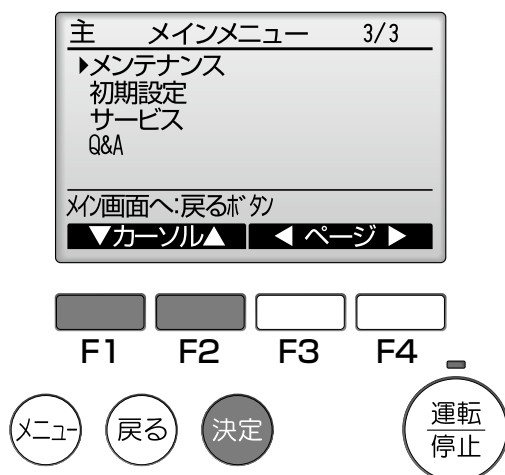 主 メインメニュー 3/3
▶メンテナンス
初期設定
サービス
Q&A
メイン画面へ:戻るボタン
▼カーソル▲ ◀ ページ ▶
F1 F2 F3 F4
メニュー 戻る 決定 運転
停止